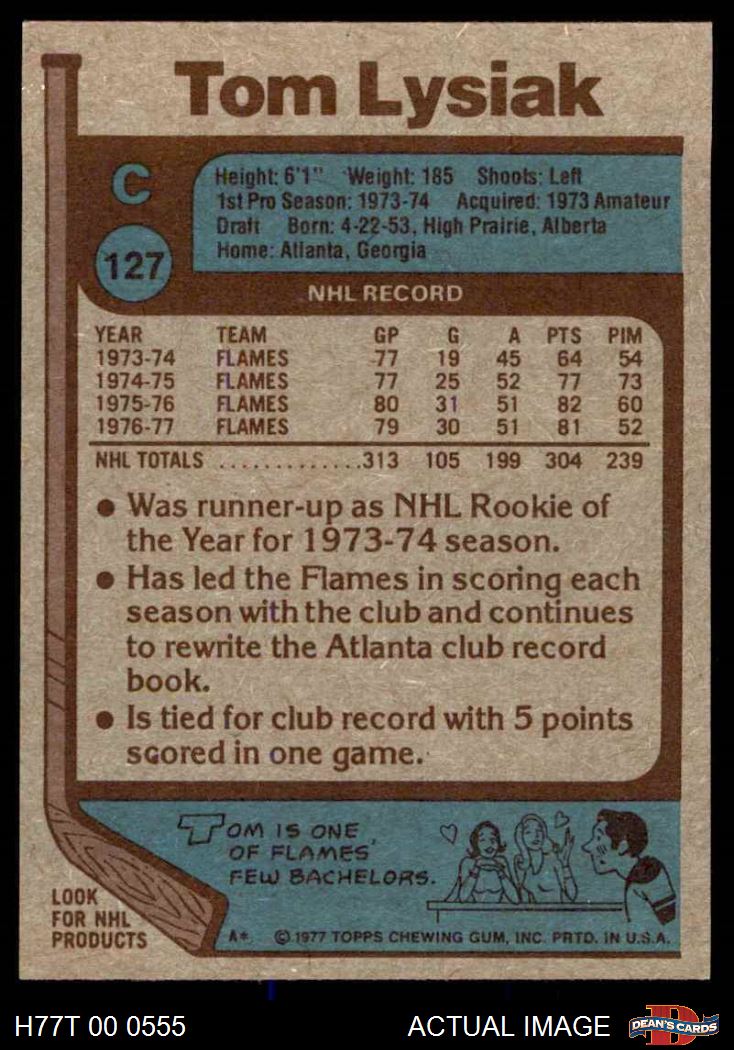 Tom Lysiak
C
127
Height: 6'1" Weight: 185 Shoots: Left
1st Pro Season: 1973-74 Acquired: 1973 Amateur
Draft Born: 4-22-53, High Prairie, Alberta
Home: Atlanta, Georgia
NHL RECORD
YEAR TEAM GP G A PTS PIM
1973-74 FLAMES 77 19 45 64 54
1974-75 FLAMES 77 25 52 77 73
1975-76 FLAMES 80 31 51 82 60
1976-77 FLAMES 79 30 51 81 52
NHL TOTALS .............313 105 199 304 239
• Was runner-up as NHL Rookie of
the Year for 1973-74 season.
• Has led the Flames in scoring each
season with the club and continues
to rewrite the Atlanta club record
book.
• Is tied for club record with 5 points
scored in one game.
TOM IS ONE
OF FLAMES'
FEW BACHELORS.
LOOK
FOR NHL
PRODUCTS
A* © 1977 TOPPS CHEWING GUM, INC. PRTD. IN U.S.A.
H77T 00 0555 ACTUAL IMAGE DEAN'S CARDS